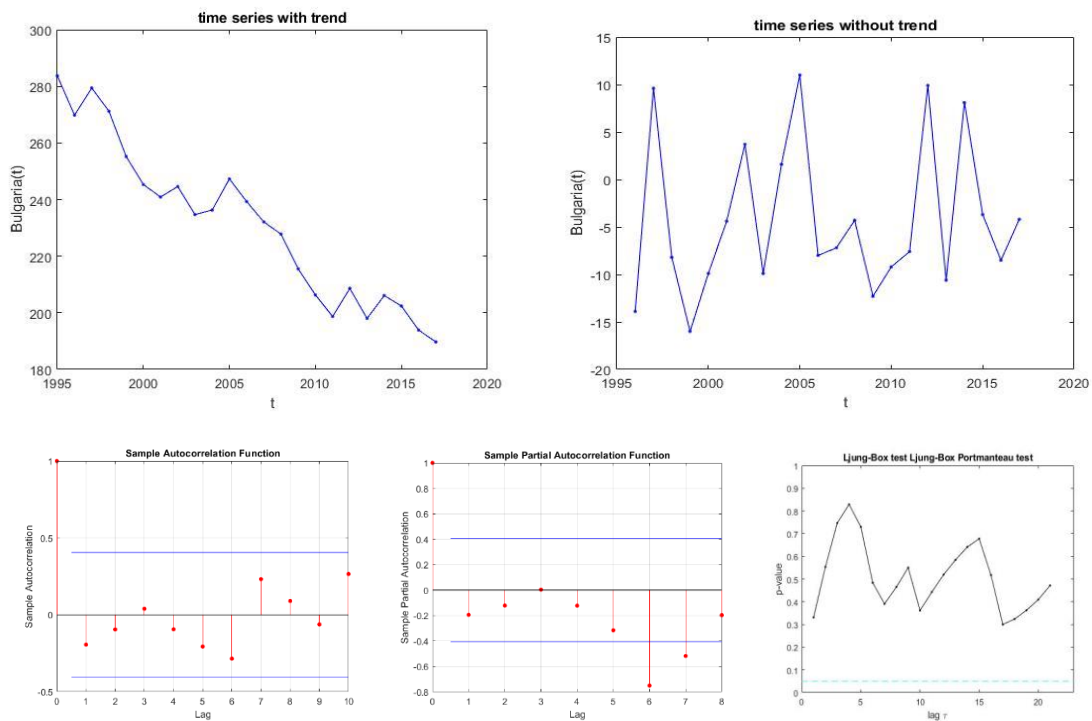 time series with trend
300
280
260
240
220
200
180
Bulgaria(t)
1995
2000
2005
2010
2015
2020
t
time series without trend
15
10
5
0
-5
-10
-15
-20
Bulgaria(t)
1995
2000
2005
2010
2015
2020
t
Sample Autocorrelation Function
1
0.5
0
-0.5
Sample Autocorrelation
0 1 2 3 4 5 6 7 8 9 10
Lag
Sample Partial Autocorrelation Function
1
0.8
0.6
0.4
0.2
0
-0.2
-0.4
-0.6
-0.8
Sample Partial Autocorrelation
0 1 2 3 4 5 6 7 8
Lag
Ljung-Box test Ljung-Box Portmanteau test
1
0.9
0.8
0.7
0.6
0.5
0.4
0.3
0.2
0.1
0
p-value
0 5 10 15 20
lag τ